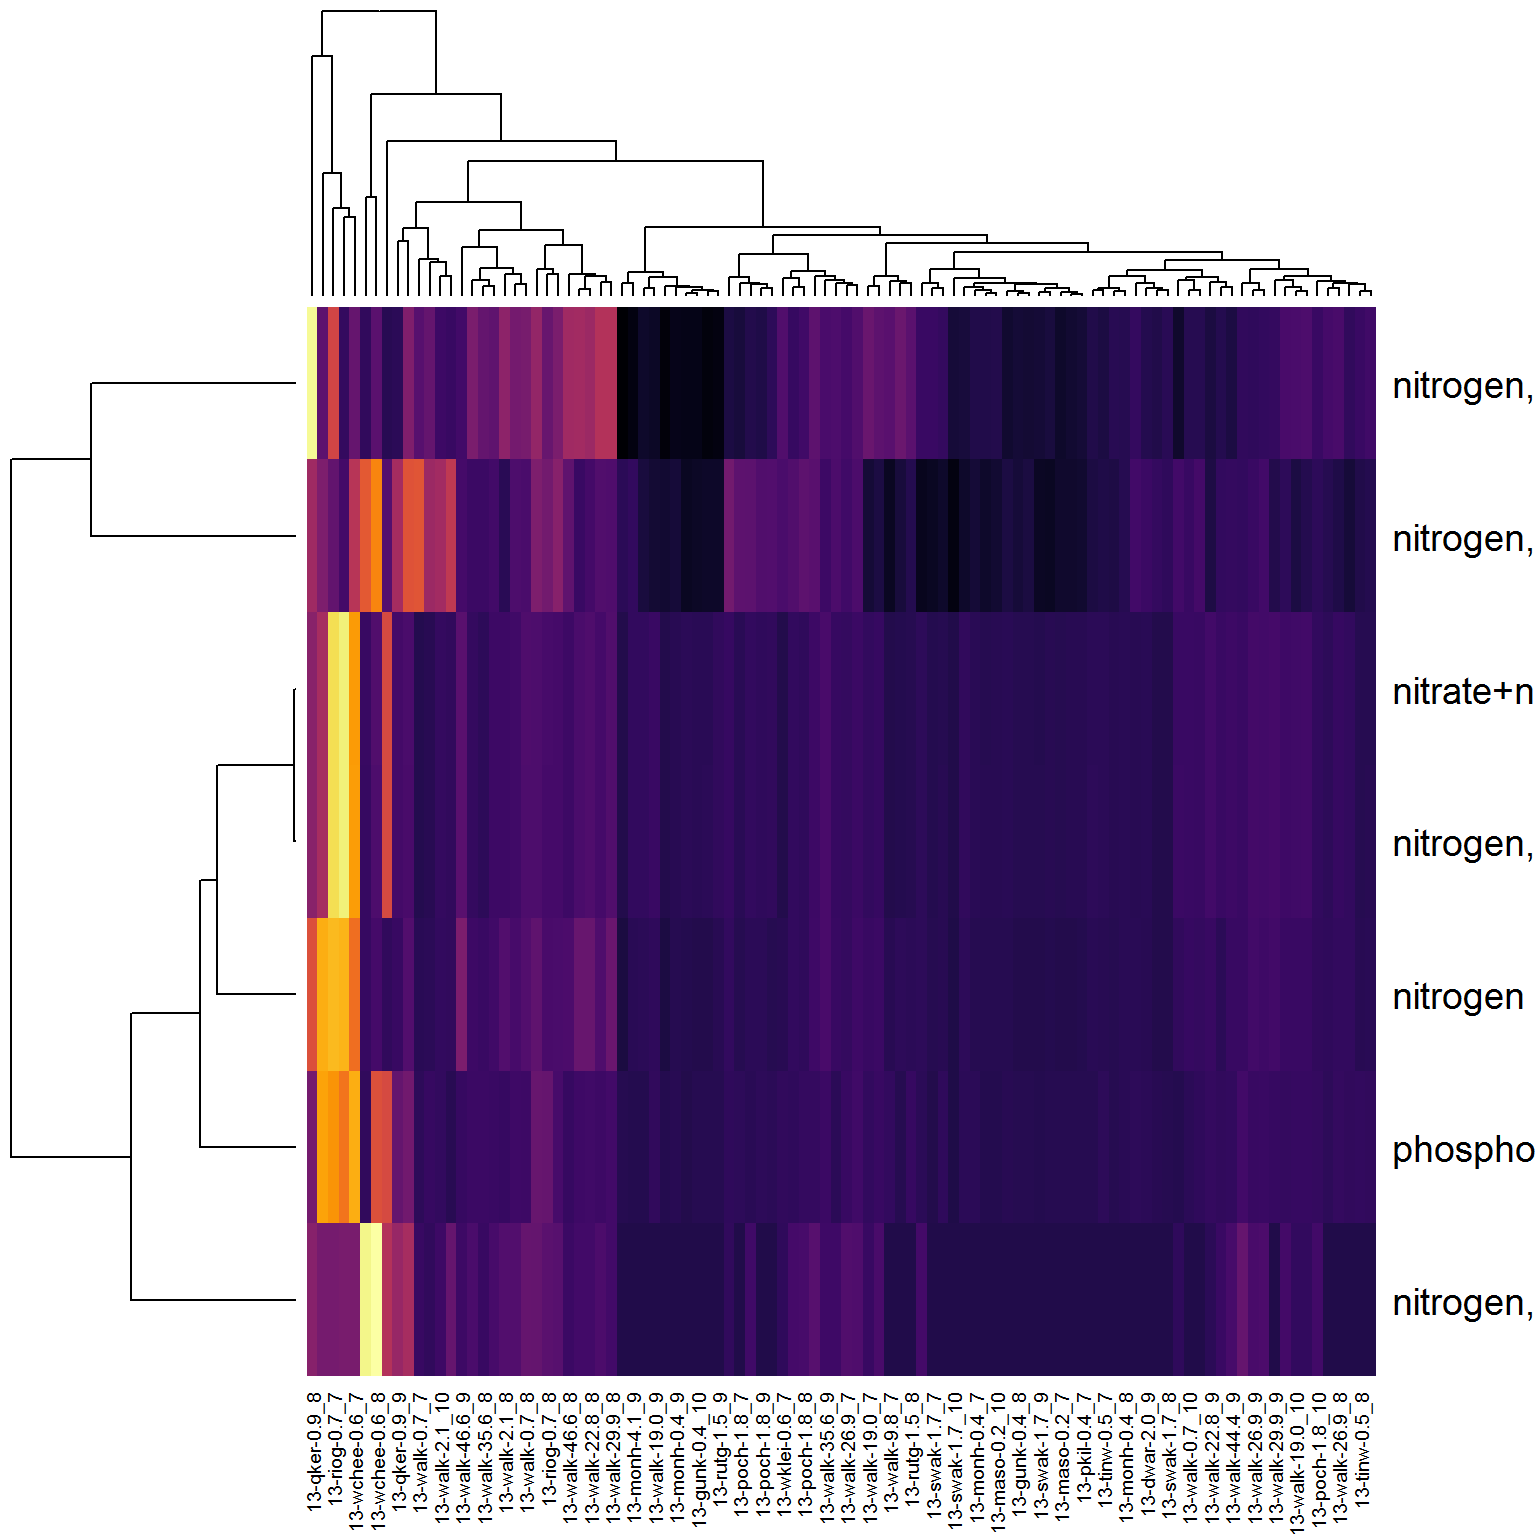 nitrogen,
nitrogen,
nitrate+n
nitrogen,
nitrogen
phospho
nitrogen,
13-qker-0.9_8
13-riog-0.7_7
13-wchee-0.6_7
13-wchee-0.6_8
13-qker-0.9_9
13-walk-0.7_7
13-walk-2.1_10
13-walk-46.6_9
13-walk-35.6_8
13-walk-2.1_8
13-walk-0.7_8
13-riog-0.7_8
13-walk-46.6_8
13-walk-22.8_8
13-walk-29.9_8
13-monh-4.1_9
13-walk-19.0_9
13-monh-0.4_9
13-gunk-0.4_10
13-rutg-1.5_9
13-poch-1.8_7
13-poch-1.8_9
13-wklei-0.6_7
13-poch-1.8_8
13-walk-35.6_9
13-walk-26.9_7
13-walk-19.0_7
13-walk-9.8_7
13-rutg-1.5_8
13-swak-1.7_7
13-swak-1.7_10
13-monh-0.4_7
13-maso-0.2_10
13-gunk-0.4_8
13-swak-1.7_9
13-maso-0.2_7
13-pkil-0.4_7
13-tinw-0.5_7
13-monh-0.4_8
13-dwar-2.0_9
13-swak-1.7_8
13-walk-0.7_10
13-walk-22.8_9
13-walk-44.4_9
13-walk-26.9_9
13-walk-29.9_9
13-walk-19.0_10
13-poch-1.8_10
13-walk-26.9_8
13-tinw-0.5_8